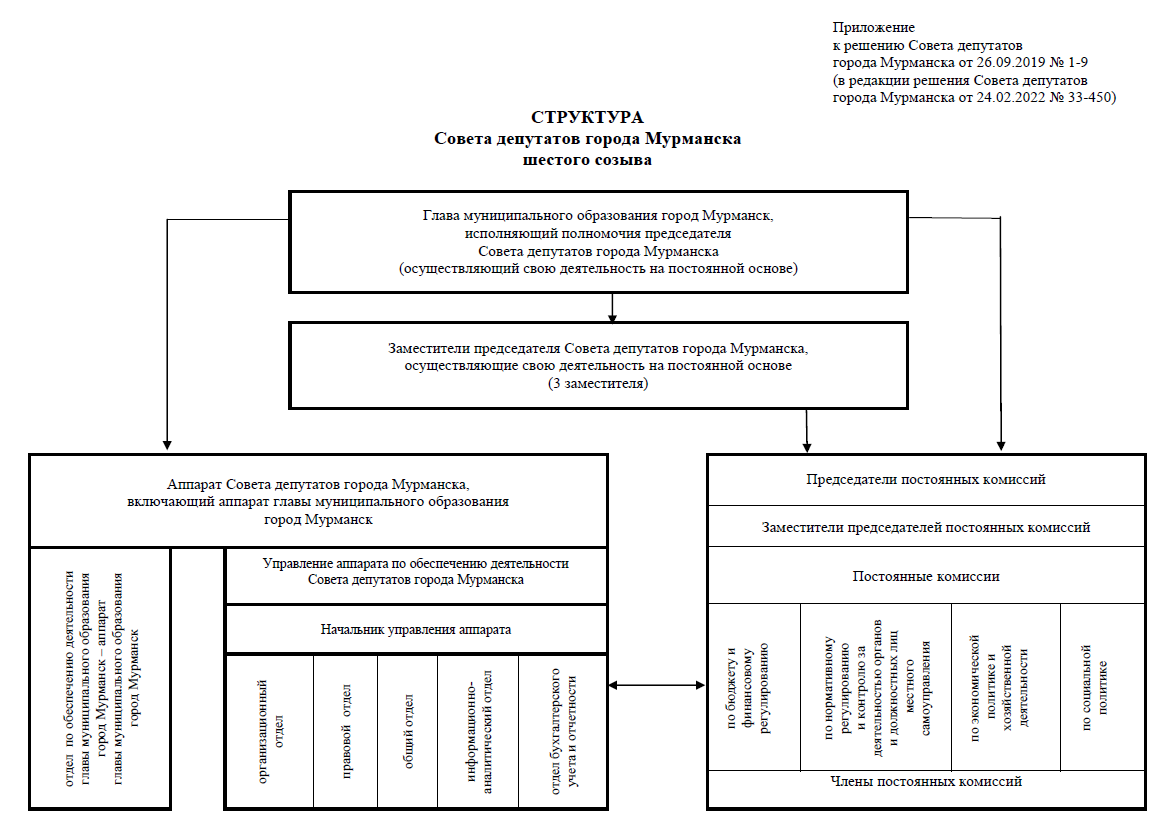 Приложение
к решению Совета депутатов
города Мурманска от 26.09.2019 № 1-9
(в редакции решения Совета депутатов
города Мурманска от 24.02.2022 № 33-450)
СТРУКТУРА
Совета депутатов города Мурманска
шестого созыва
Глава муниципального образования город Мурманск,
исполняющий полномочия председателя
Совета депутатов города Мурманска
(осуществляющий свою деятельность на постоянной основе)
Заместители председателя Совета депутатов города Мурманска,
осуществляющие свою деятельность на постоянной основе
(3 заместителя)
Аппарат Совета депутатов города Мурманска,
включающий аппарат главы муниципального образования
город Мурманск
отдел по обеспечению деятельности
главы муниципального образования
город Мурманск – аппарат
главы муниципального образования
город Мурманск
Управление аппарата по обеспечению деятельности
Совета депутатов города Мурманска
Начальник управления аппарата
организационный
отдел
правовой отдел
общий отдел
информационно-
аналитический отдел
отдел бухгалтерского
учета и отчетности
Председатели постоянных комиссий
Заместители председателей постоянных комиссий
Постоянные комиссии
по бюджету и
финансовому
регулированию
по нормативному
регулированию
и контролю за
деятельностью органов
и должностных лиц
местного
самоуправления
по экономической
политике и
хозяйственной
деятельности
по социальной
политике
Члены постоянных комиссий